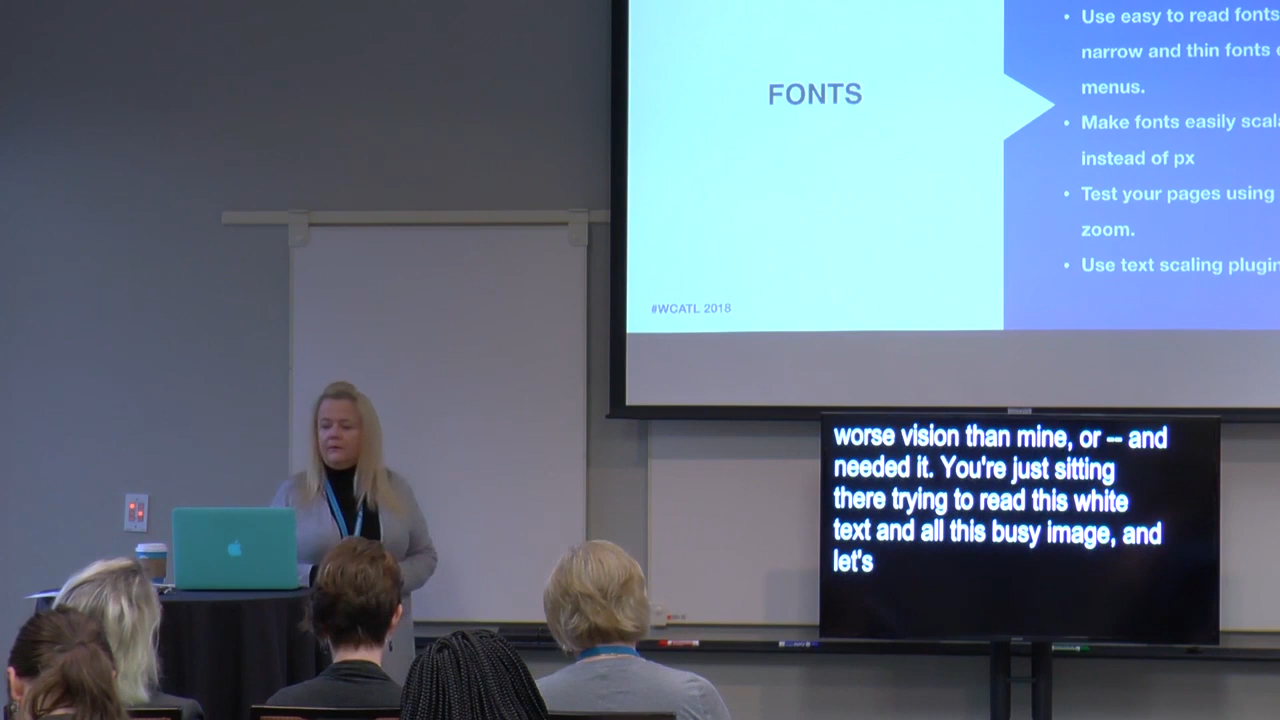 FONTS
#WCATL 2018
• Use easy to read fonts
narrow and thin fonts
menus.
• Make fonts easily
instead of px
• Test your pages using
zoom.
• Use text scaling
worse vision than mine, or -- and
needed it. You're just sitting
there trying to read this white
text and all this busy image, and
let's